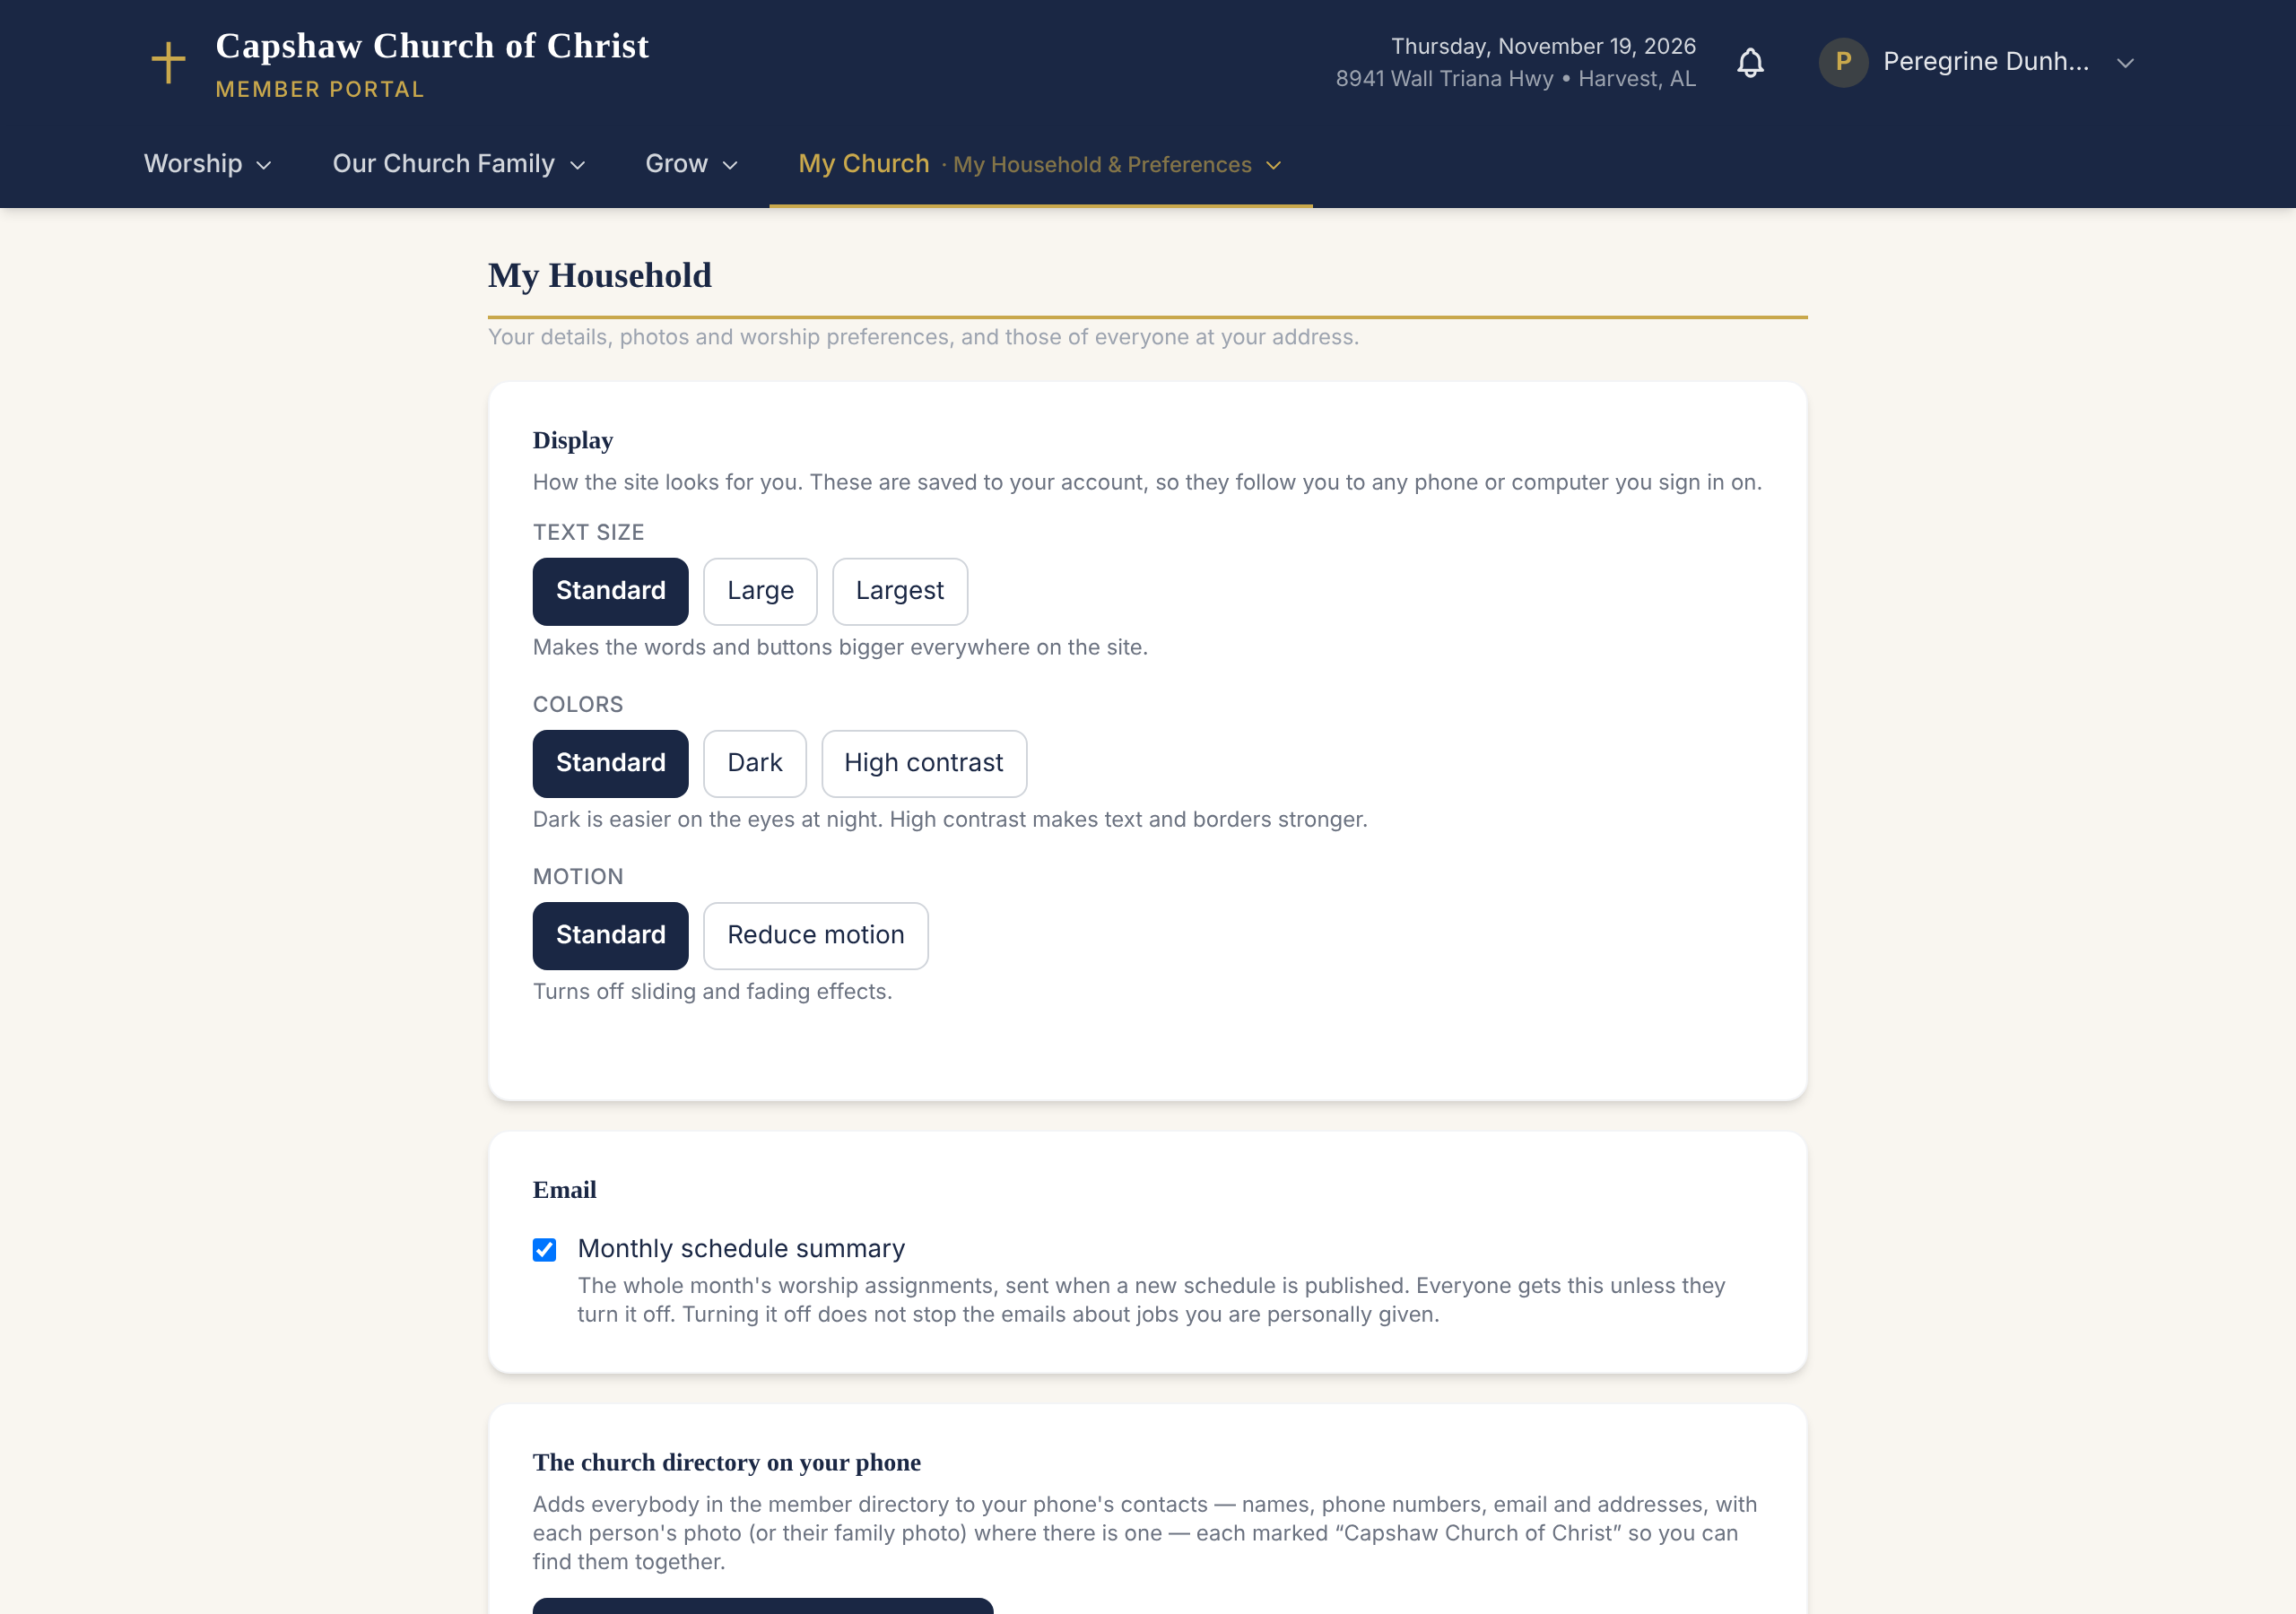 Capshaw Church of Christ
MEMBER PORTAL
Thursday, November 19, 2026
8941 Wall Triana Hwy • Harvest, AL
P
Peregrine Dunh...
Worship
Our Church Family
Grow
My Church · My Household & Preferences
My Household
Your details, photos and worship preferences, and those of everyone at your address.
Display
How the site looks for you. These are saved to your account, so they follow you to any phone or computer you sign in on.
TEXT SIZE
Standard
Large
Largest
Makes the words and buttons bigger everywhere on the site.
COLORS
Standard
Dark
High contrast
Dark is easier on the eyes at night. High contrast makes text and borders stronger.
MOTION
Standard
Reduce motion
Turns off sliding and fading effects.
Email
Monthly schedule summary
The whole month's worship assignments, sent when a new schedule is published. Everyone gets this unless they
turn it off. Turning it off does not stop the emails about jobs you are personally given.
The church directory on your phone
Adds everybody in the member directory to your phone's contacts — names, phone numbers, email and addresses, with
each person's photo (or their family photo) where there is one — each marked “Capshaw Church of Christ” so you can
find them together.